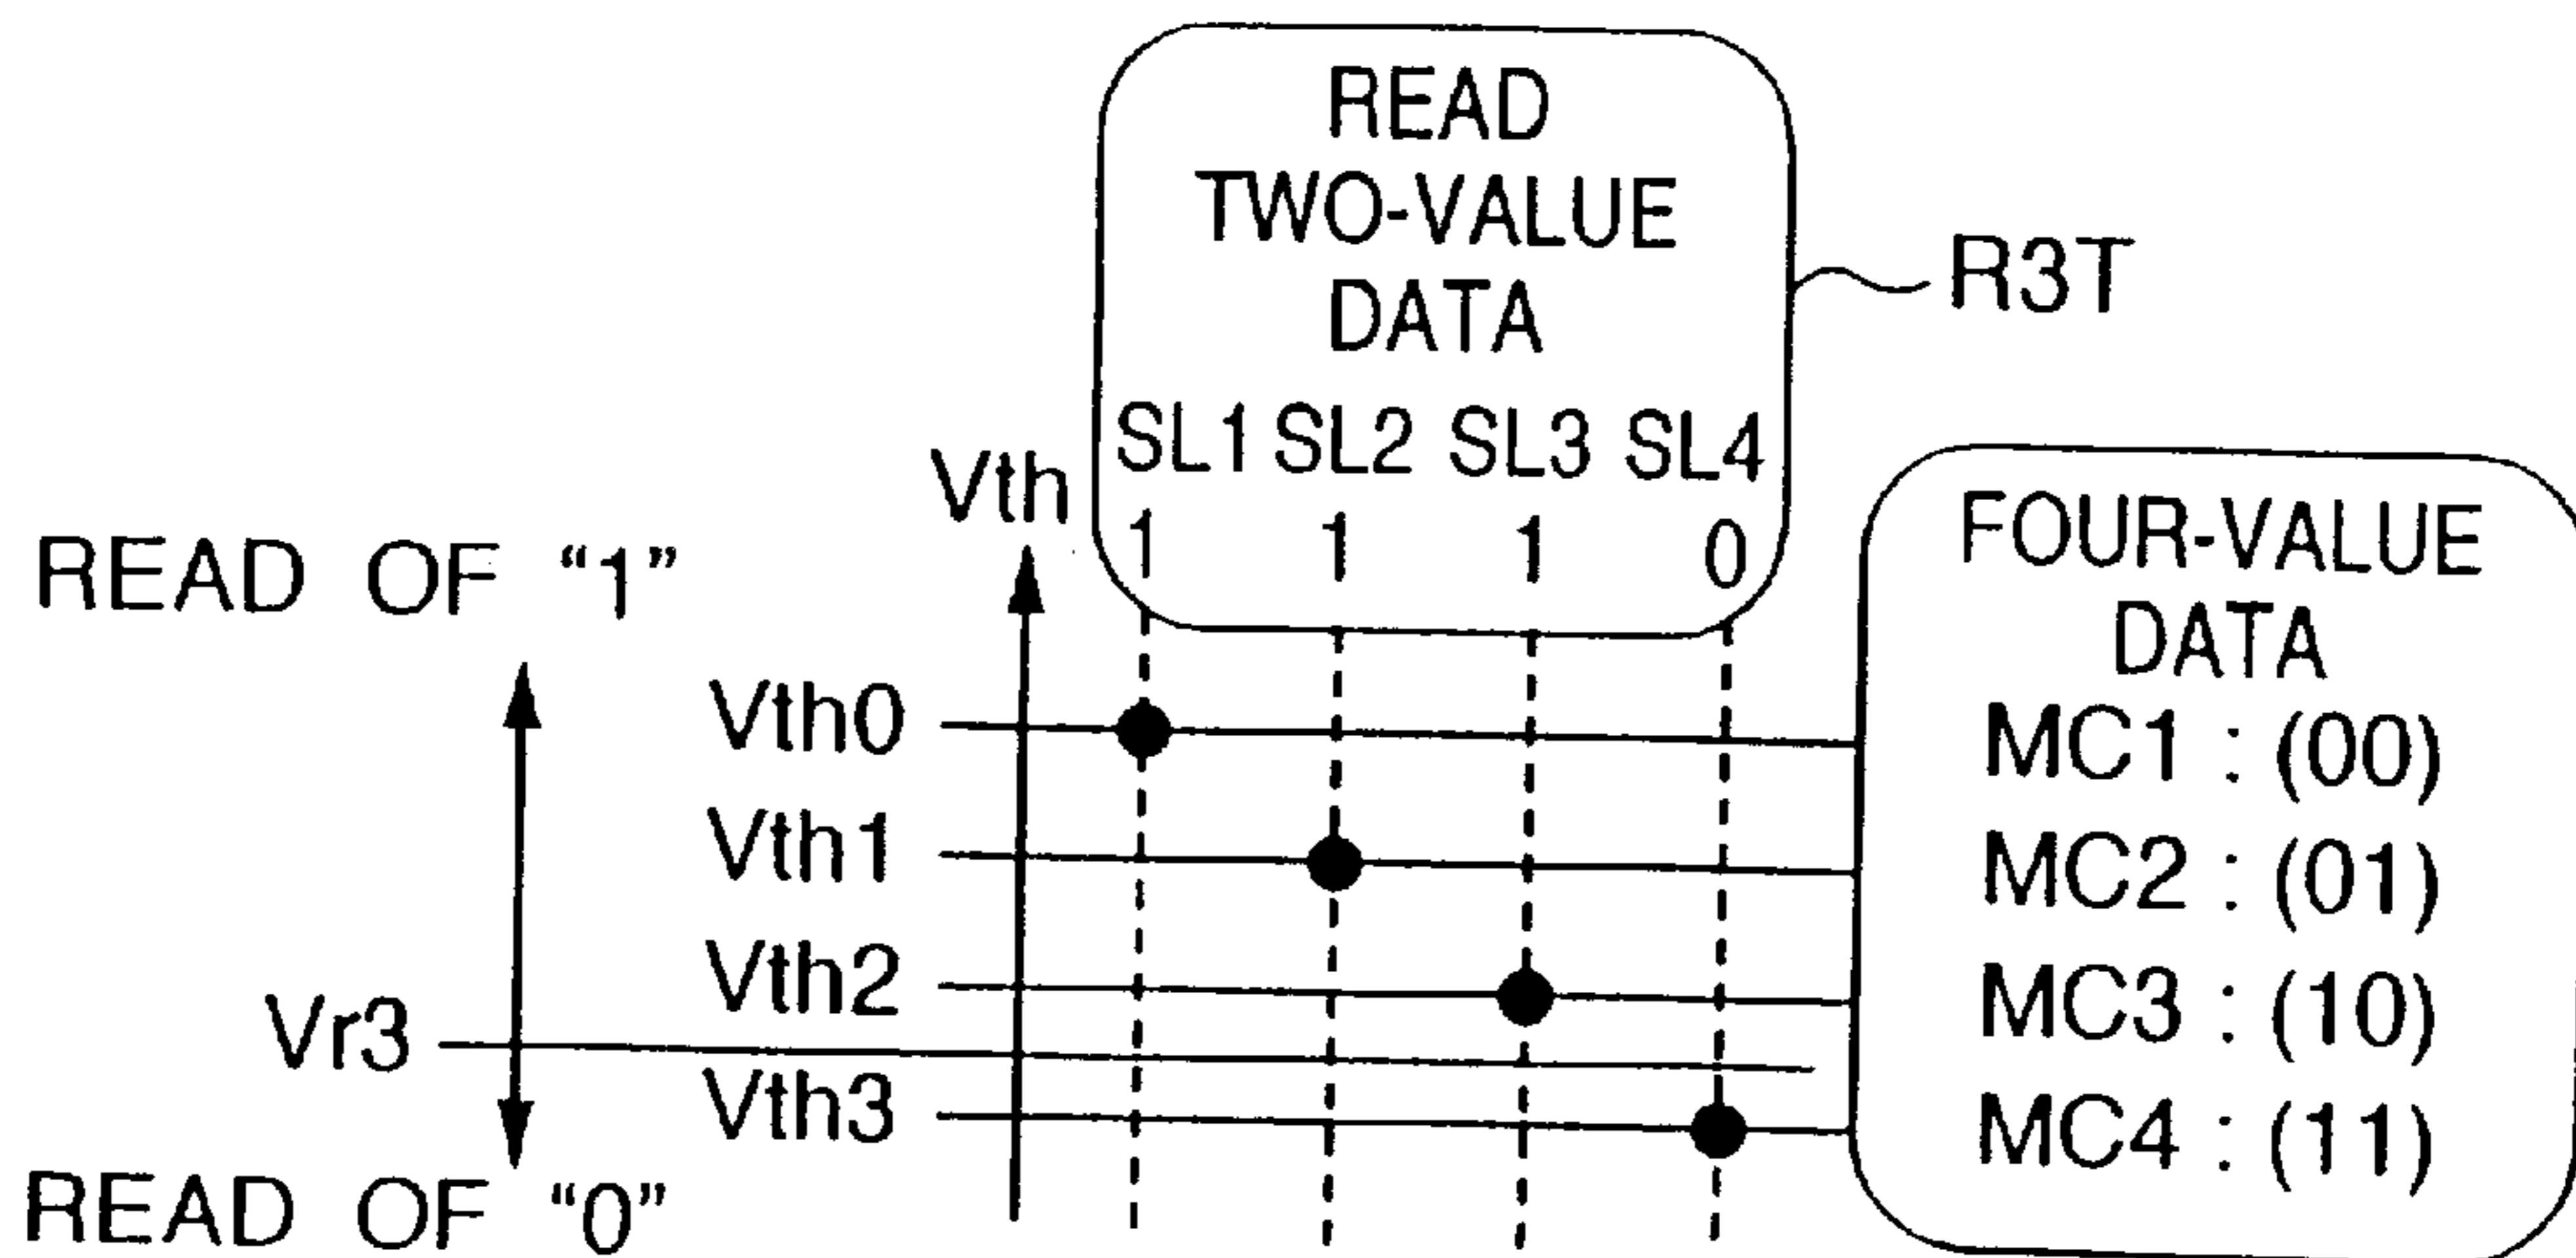 READ
TWO-VALUE
DATA
R3T
SL1 SL2 SL3 SL4
1 1 1 0
Vth
READ OF “1”
FOUR-VALUE
DATA
Vth0
MC1 : (00)
Vth1
MC2 : (01)
Vth2
MC3 : (10)
Vr3
Vth3
MC4 : (11)
READ OF “0”